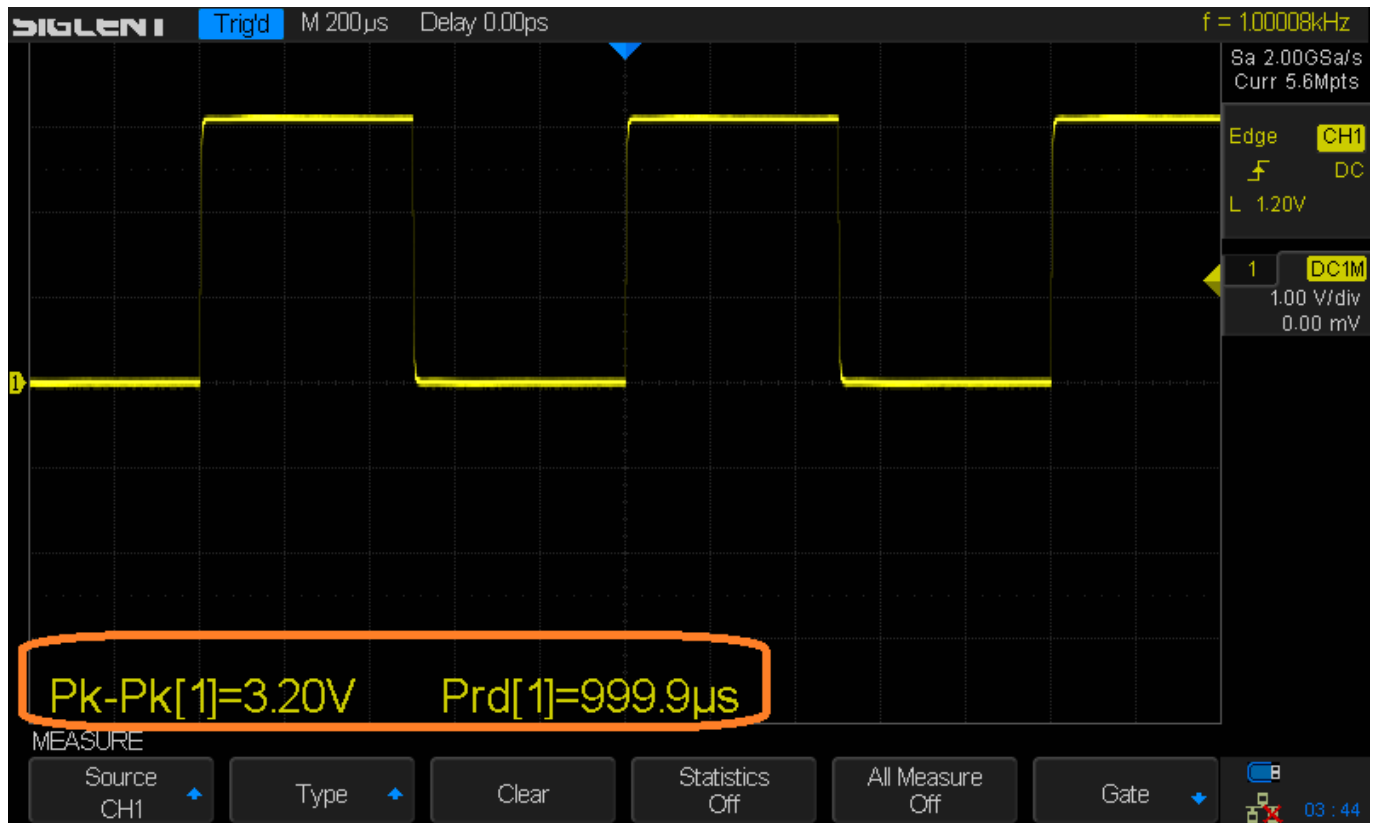 SIGLENT Trig'd M 200µs Delay 0.00ps f = 1.00008kHz
Sa 2.00GSa/s
Curr 5.6Mpts
Edge CH1
DC
L 1.20V
1 DC1M
1.00 V/div
0.00 mV
1
Pk-Pk[1]=3.20V Prd[1]=999.9µs
MEASURE
Source
CH1
Type
Clear
Statistics
Off
All Measure
Off
Gate
03 : 44